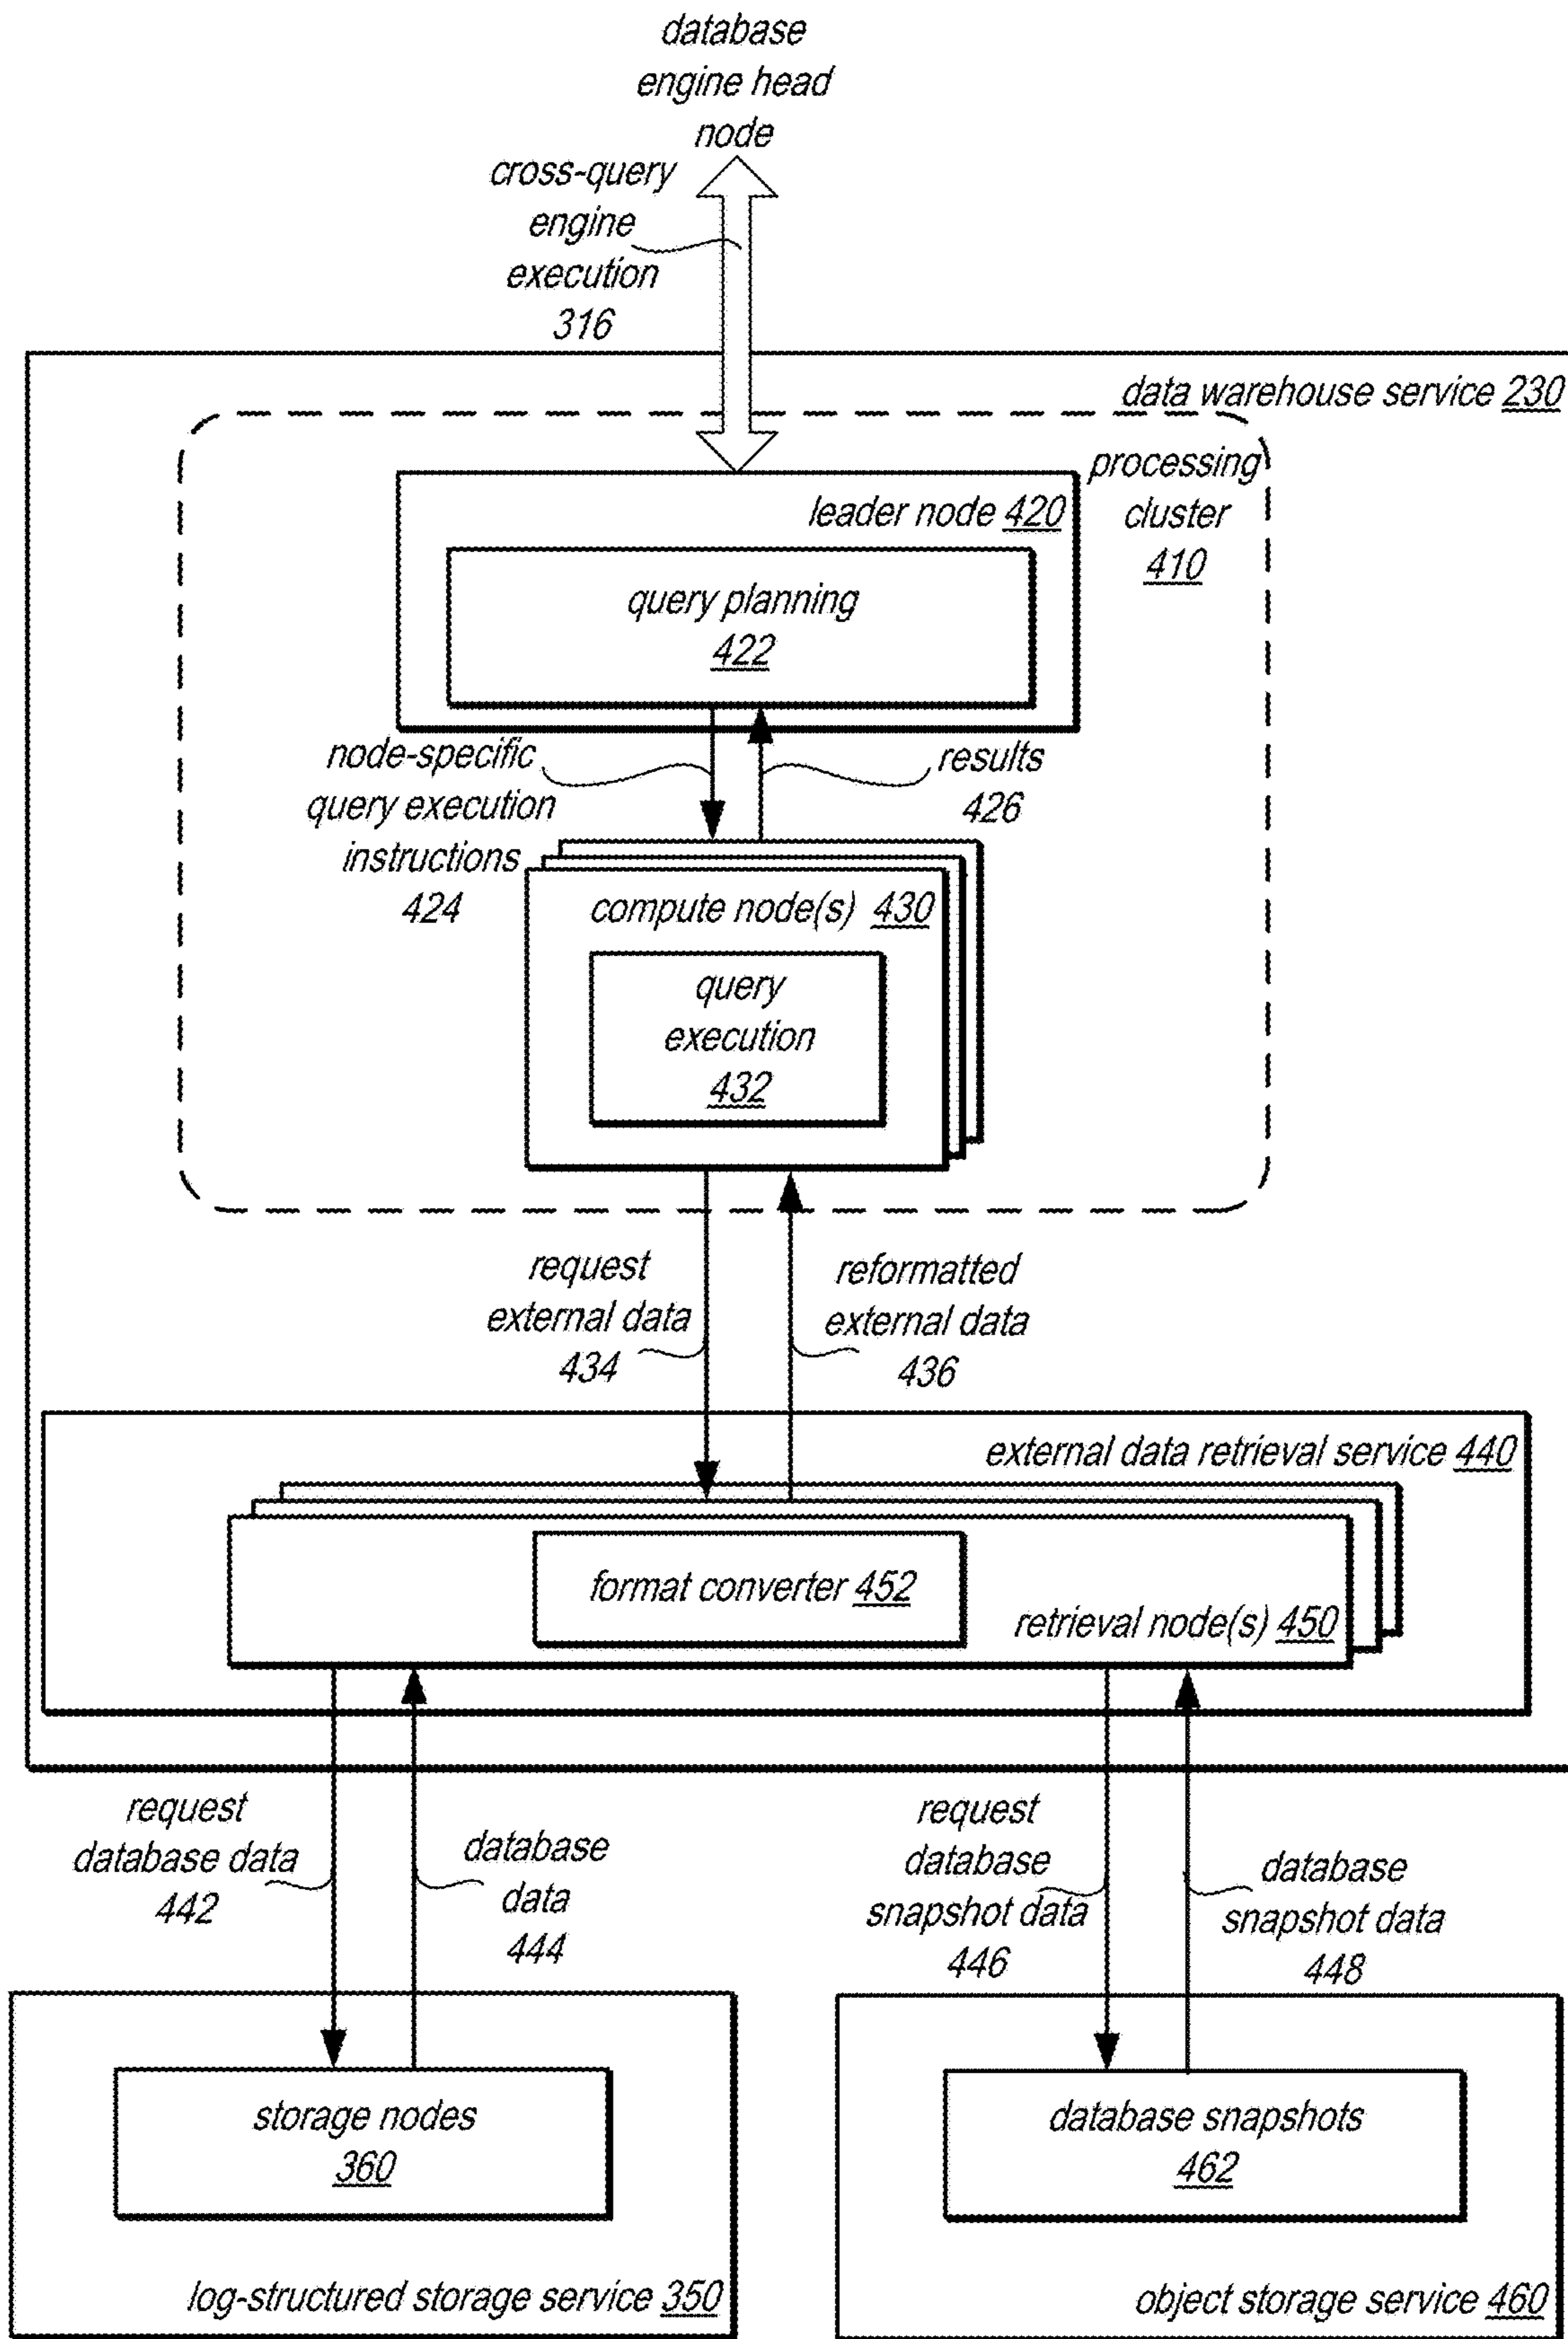 database
engine head
node
cross-query
engine
execution
316
data warehouse service 230
processing
cluster
410
leader node 420
query planning
422
node-specific
query execution
instructions
424
results
426
compute node(s) 430
query
execution
432
request
external data
434
reformatted
external data
436
external data retrieval service 440
format converter 452
retrieval node(s) 450
request
database data
442
database
data
444
request
database
snapshot data
446
database
snapshot data
448
storage nodes
360
log-structured storage service 350
database snapshots
462
object storage service 460